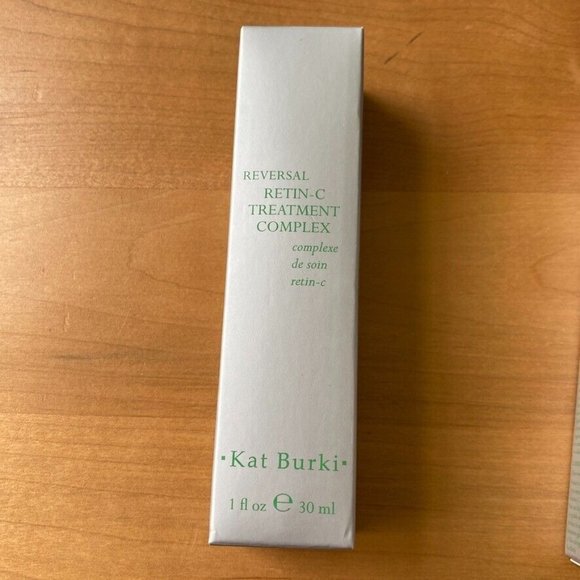 REVERSAL
RETIN-C
TREATMENT
COMPLEX
complexe
de soin
retin-c
·Kat Burki·
1 fl oz ℮ 30 ml